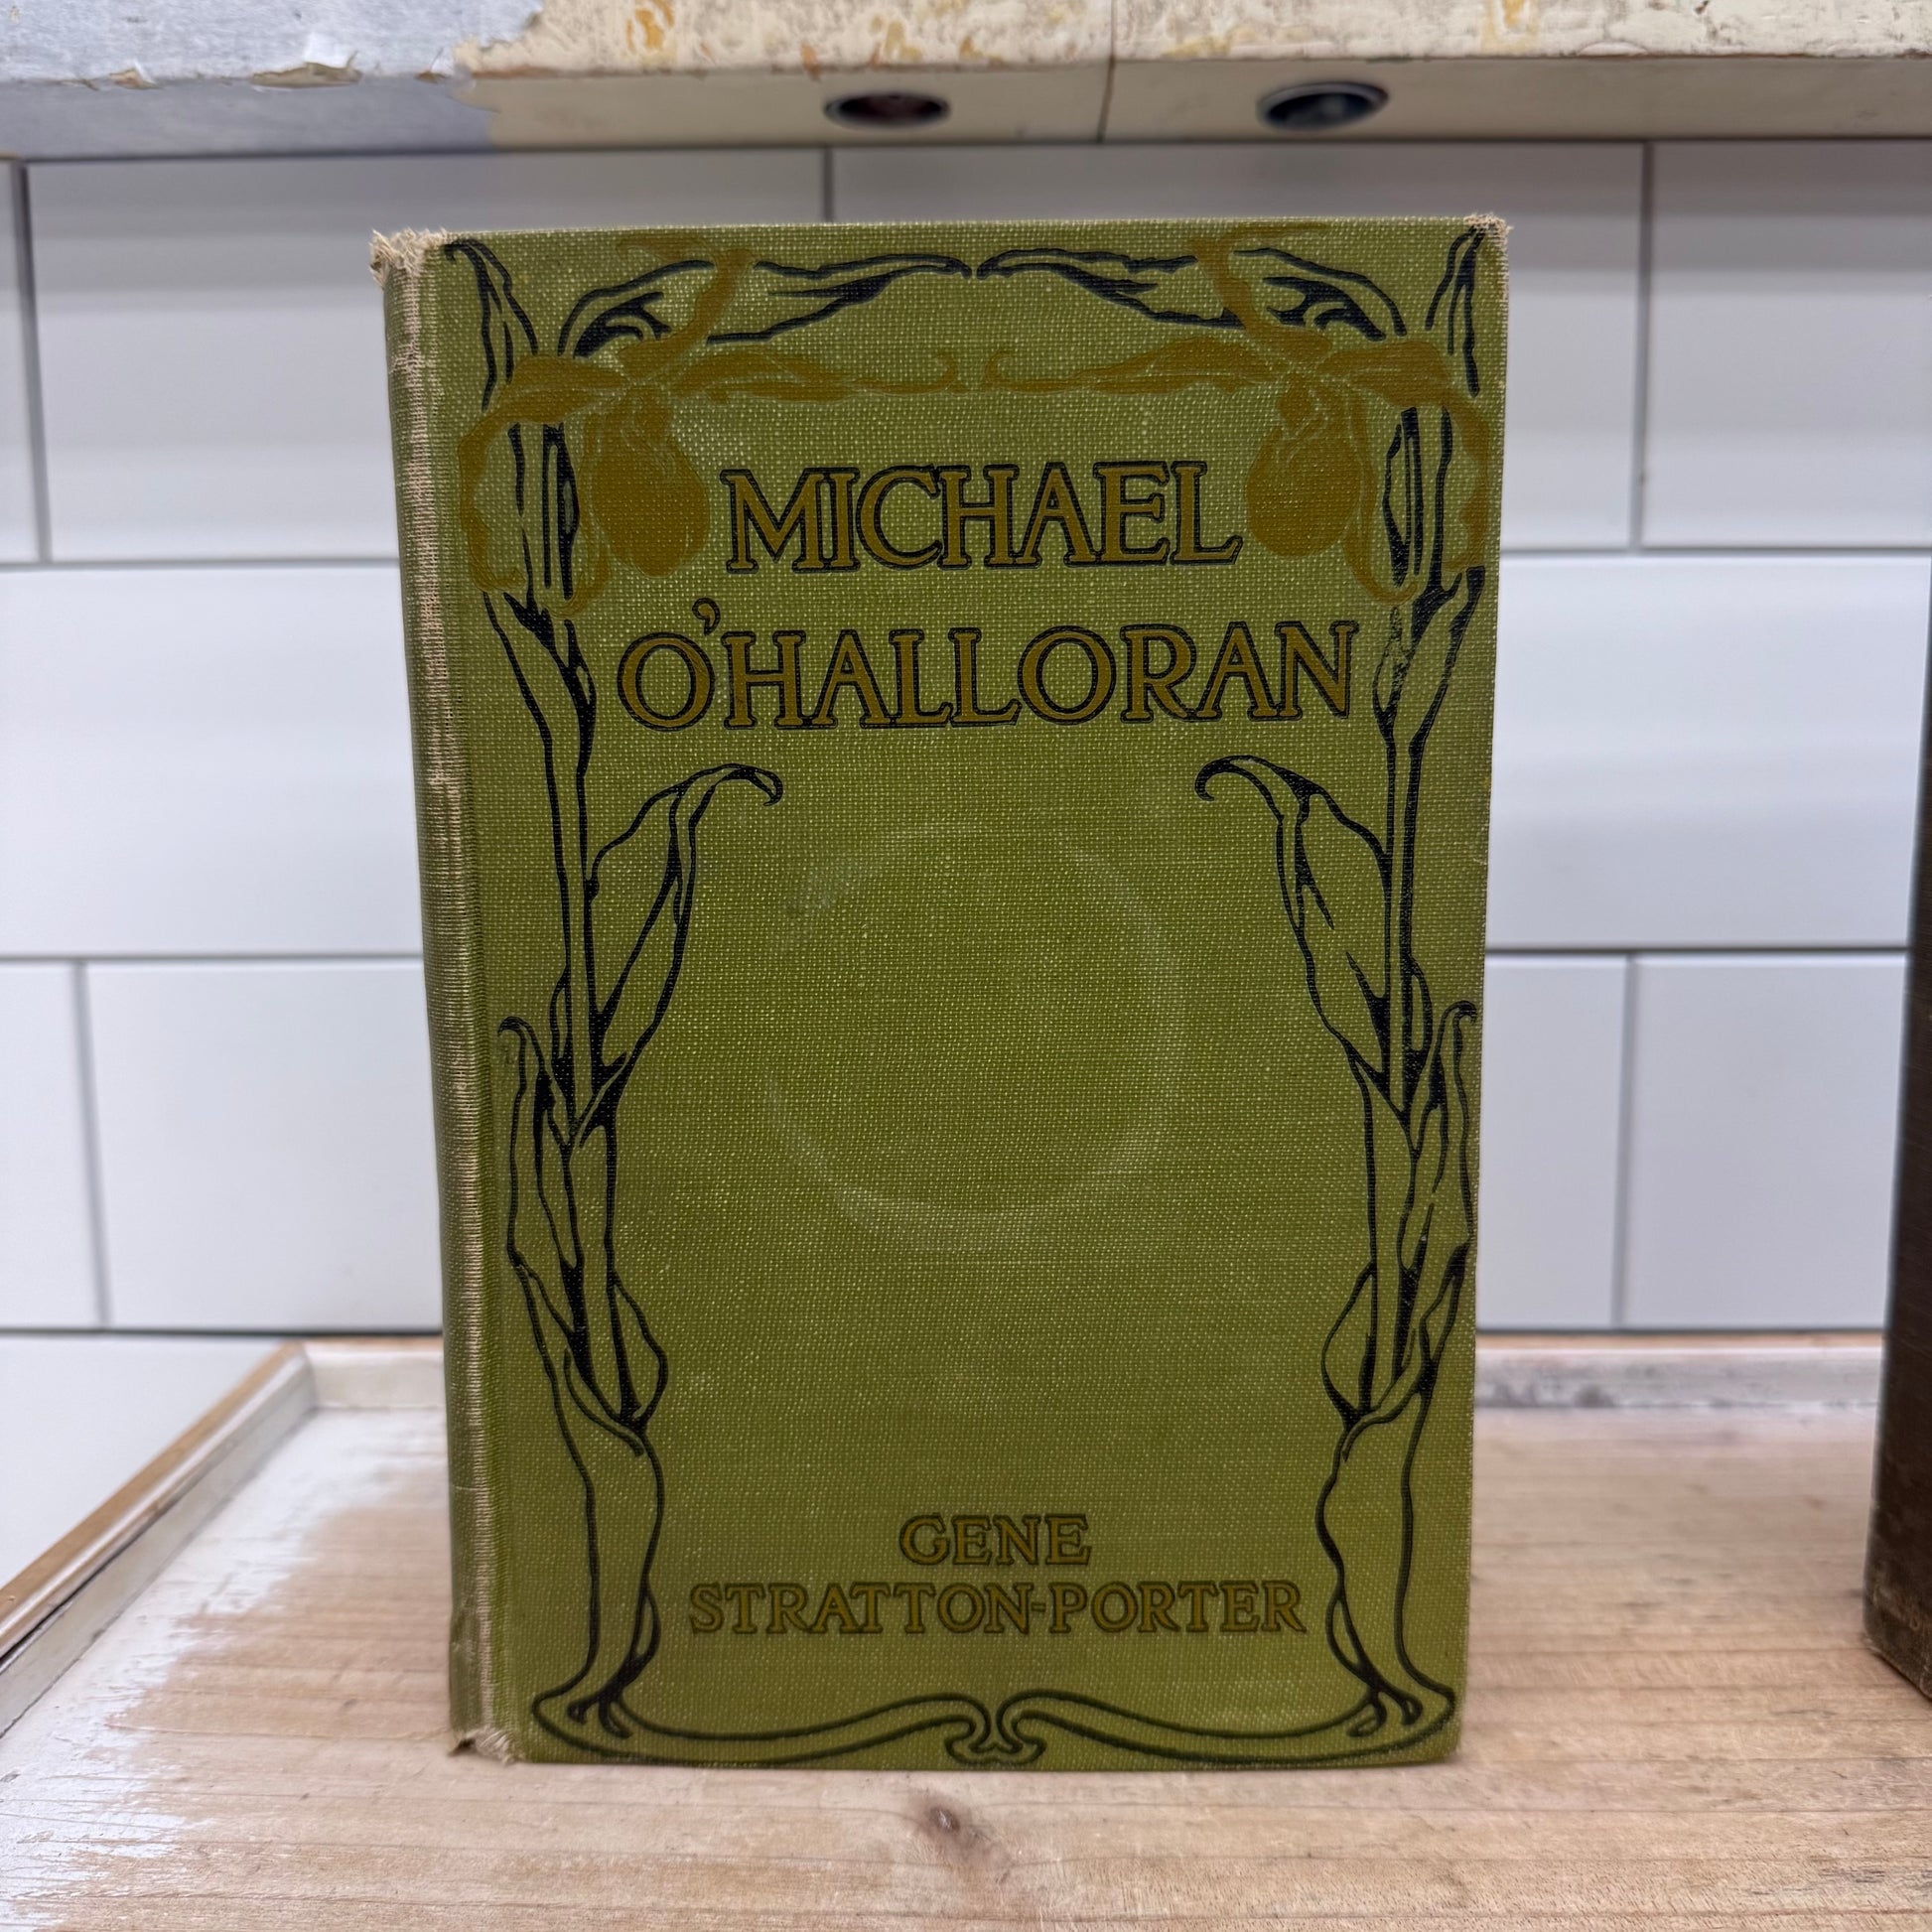 MICHAEL
O'HALLORAN
GENE
STRATTON-PORTER